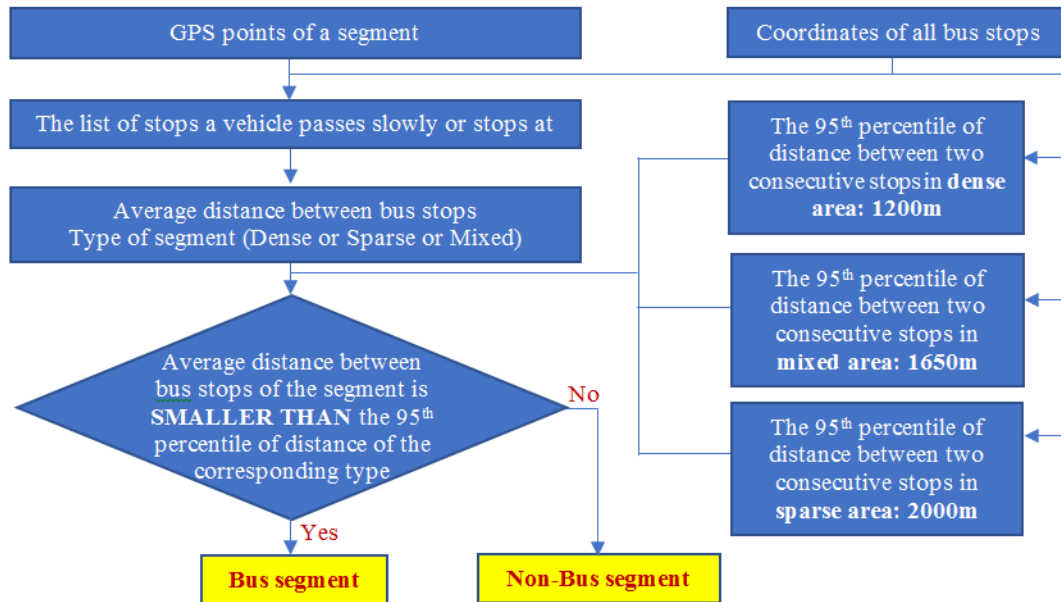 GPS points of a segment
Coordinates of all bus stops
The list of stops a vehicle passes slowly or stops at
The 95th percentile of
distance between two
consecutive stops in dense
area: 1200m
Average distance between bus stops
Type of segment (Dense or Sparse or Mixed)
The 95th percentile of
distance between two
consecutive stops in
mixed area: 1650m
Average distance between
bus stops of the segment is
SMALLER THAN the 95th
percentile of distance of the
corresponding type
No
The 95th percentile of
distance between two
consecutive stops in
sparse area: 2000m
Yes
Bus segment
Non-Bus segment